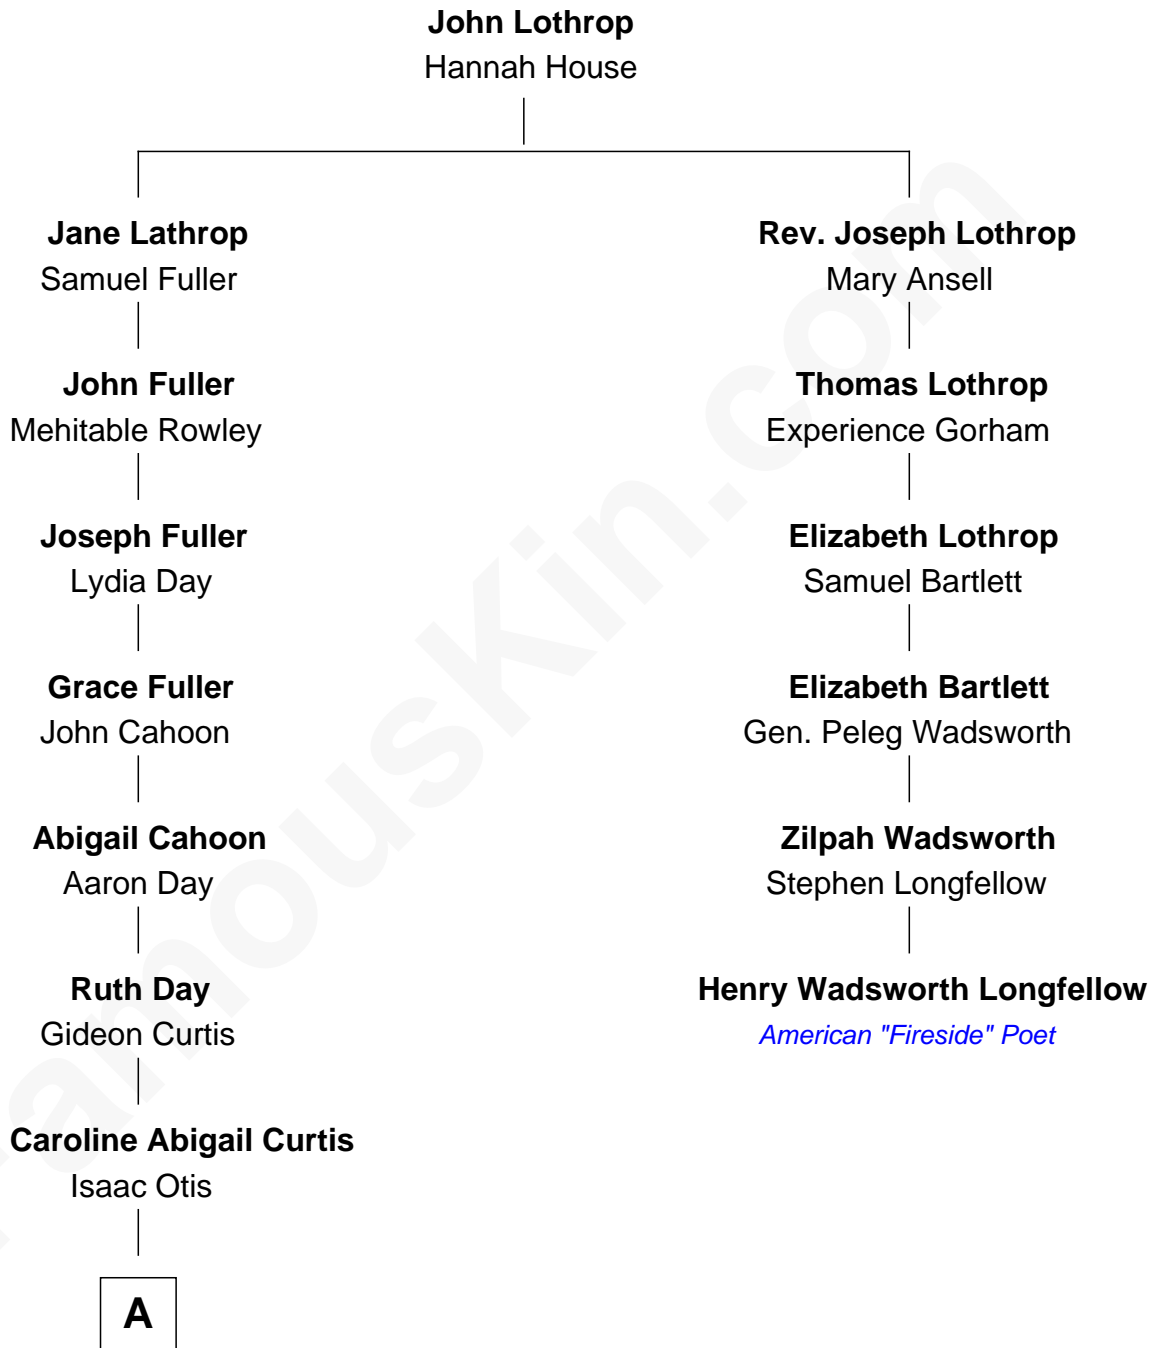 John Lothrop
Hannah House
Jane Lathrop
Samuel Fuller
Rev. Joseph Lothrop
Mary Ansell
John Fuller
Mehitable Rowley
Thomas Lothrop
Experience Gorham
Joseph Fuller
Lydia Day
Elizabeth Lothrop
Samuel Bartlett
Grace Fuller
John Cahoon
Elizabeth Bartlett
Gen. Peleg Wadsworth
Abigail Cahoon
Aaron Day
Zilpah Wadsworth
Stephen Longfellow
Ruth Day
Gideon Curtis
Henry Wadsworth Longfellow
American "Fireside" Poet
Caroline Abigail Curtis
Isaac Otis
A
FamousKin.com